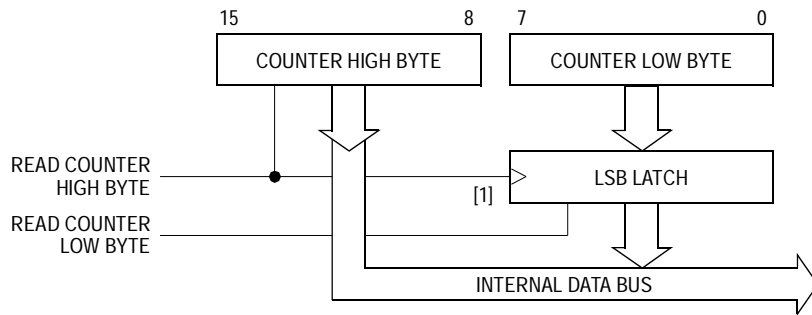 15 8 7 0
COUNTER HIGH BYTE COUNTER LOW BYTE
READ COUNTER
HIGH BYTE
[1]
LSB LATCH
READ COUNTER
LOW BYTE
INTERNAL DATA BUS